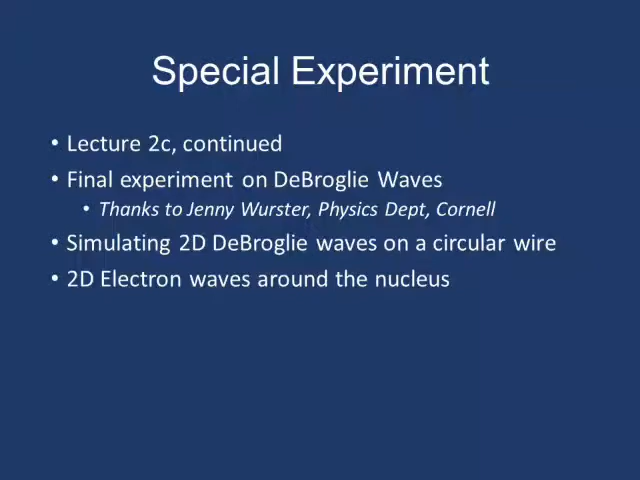 Special Experiment
• Lecture 2c, continued
• Final experiment on DeBroglie Waves
• Thanks to Jenny Wurster, Physics Dept, Cornell
• Simulating 2D DeBroglie waves on a circular wire
• 2D Electron waves around the nucleus